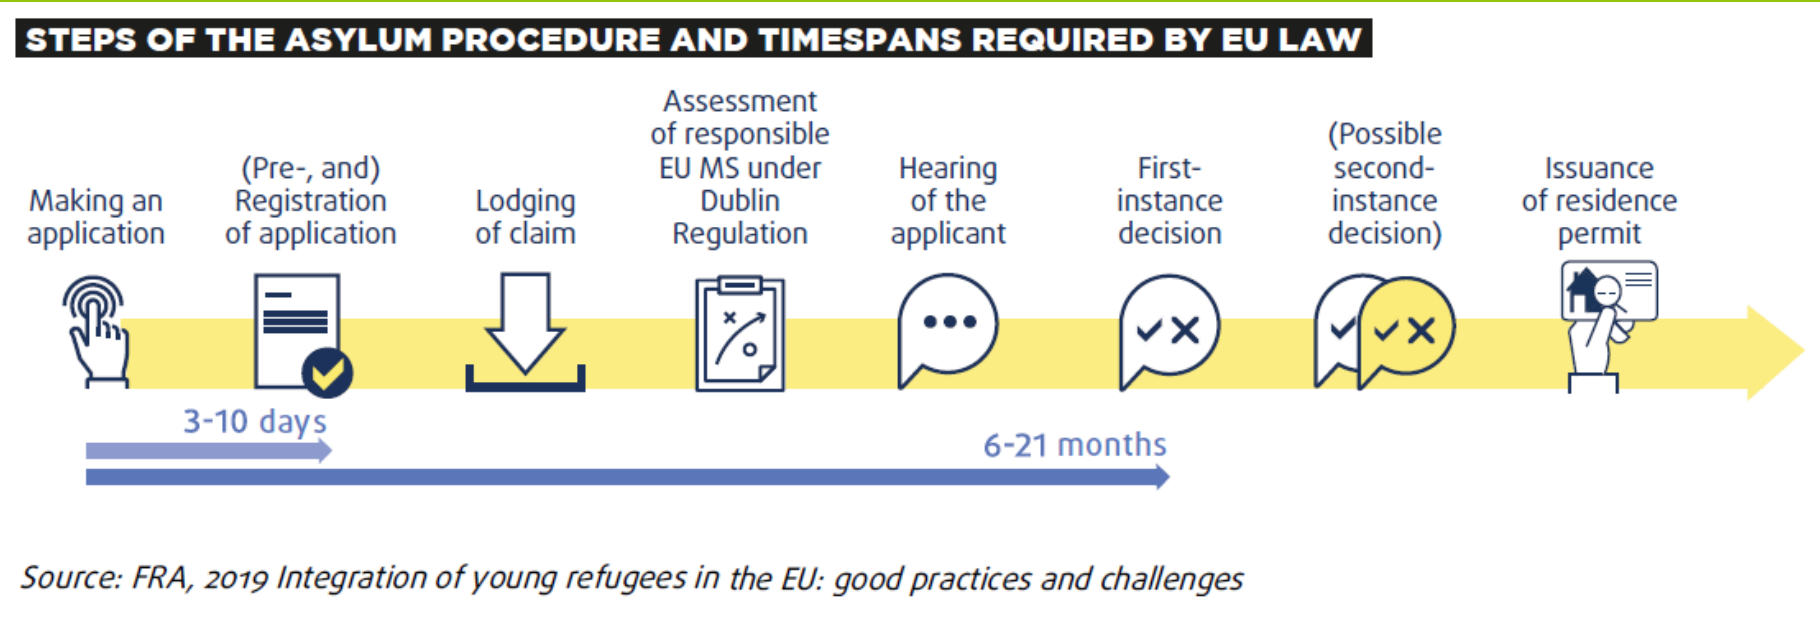 STEPS OF THE ASYLUM PROCEDURE AND TIMESPANS REQUIRED BY EU LAW
Making an
application
(Pre-, and)
Registration
of application
Lodging
of claim
Assessment
of responsible
EU MS under
Dublin
Regulation
Hearing
of the
applicant
First-
instance
decision
(Possible
second-
instance
decision)
Issuance
of residence
permit
3-10 days
6-21 months
Source: FRA, 2019 Integration of young refugees in the EU: good practices and challenges